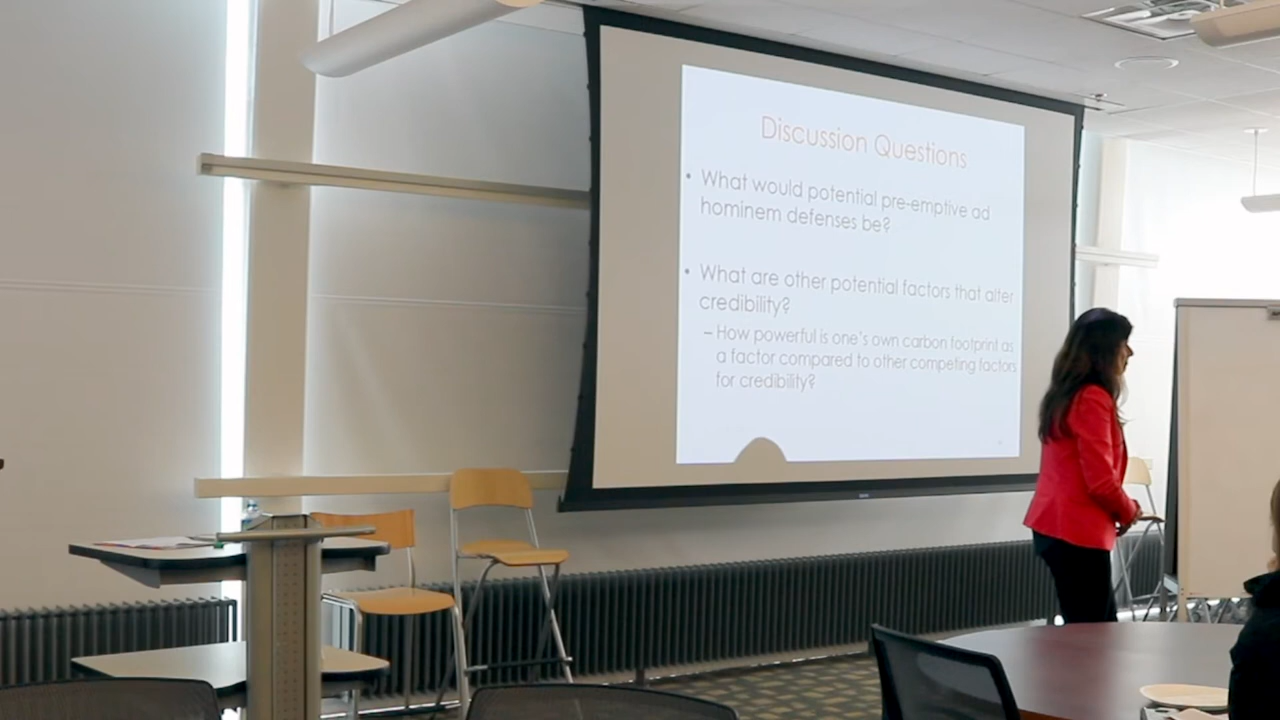 Discussion Questions
• What would potential pre-emptive ad
hominem defenses be?
• What are other potential factors that alter
credibility?
– How powerful is one's own carbon footprint as
a factor compared to other competing factors
for credibility?